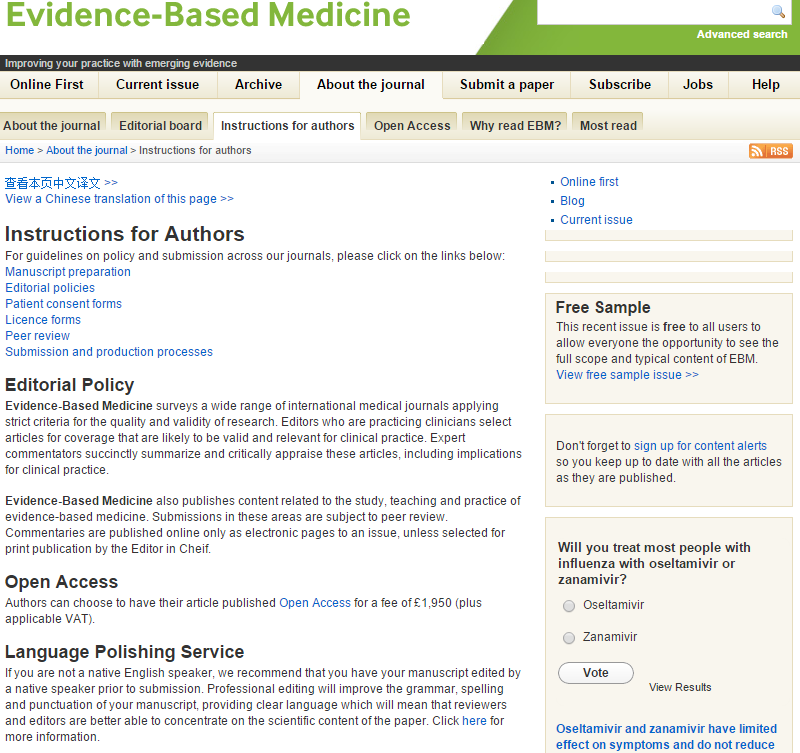 Evidence-Based Medicine
Advanced search
Improving your practice with emerging evidence
Online First Current issue Archive About the journal Submit a paper Subscribe Jobs Help
About the journal Editorial board Instructions for authors Open Access Why read EBM? Most read
Home > About the journal > Instructions for authors
RSS
查看本页中文译文 >>
View a Chinese translation of this page >>
Instructions for Authors
For guidelines on policy and submission across our journals, please click on the links below:
Manuscript preparation
Editorial policies
Patient consent forms
Licence forms
Peer review
Submission and production processes
Editorial Policy
Evidence-Based Medicine surveys a wide range of international medical journals applying
strict criteria for the quality and validity of research. Editors who are practicing clinicians select
articles for coverage that are likely to be valid and relevant for clinical practice. Expert
commentators succinctly summarize and critically appraise these articles, including implications
for clinical practice.
Evidence-Based Medicine also publishes content related to the study, teaching and practice of
evidence-based medicine. Submissions in these areas are subject to peer review.
Commentaries are published online only as electronic pages to an issue, unless selected for
print publication by the Editor in Cheif.
Open Access
Authors can choose to have their article published Open Access for a fee of £1,950 (plus
applicable VAT).
Language Polishing Service
If you are not a native English speaker, we recommend that you have your manuscript edited by
a native speaker prior to submission. Professional editing will improve the grammar, spelling
and punctuation of your manuscript, providing clear language which will mean that reviewers
and editors are better able to concentrate on the scientific content of the paper. Click here for
more information.
Online first
Blog
Current issue
Free Sample
This recent issue is free to all users to
allow everyone the opportunity to see the
full scope and typical content of EBM.
View free sample issue >>
Don't forget to sign up for content alerts
so you keep up to date with all the articles
as they are published.
Will you treat most people with
influenza with oseltamivir or
zanamivir?
Oseltamivir
Zanamivir
Vote
View Results
Oseltamivir and zanamivir have limited
effect on symptoms and do not reduce